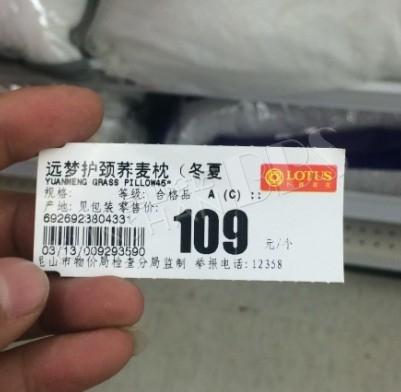 远梦护颈荞麦枕（冬夏
YUANMENG GRASS PILLOW45*
LOTUS
规格: 等级: 合格品 A (C) ::
产地: 见包装 零售价:
6926923804331
109 元/个
03/13/009293590
昆山市物价局检查分局监制 举报电话:12358